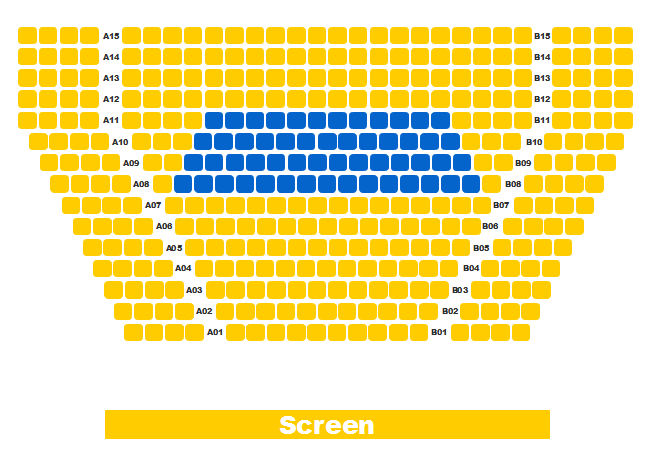 A15 B15
A14 B14
A13 B13
A12 B12
A11 B11
A10 B10
A09 B09
A08 B08
A07 B07
A06 B06
A05 B05
A04 B04
A03 B03
A02 B02
A01 B01
Screen